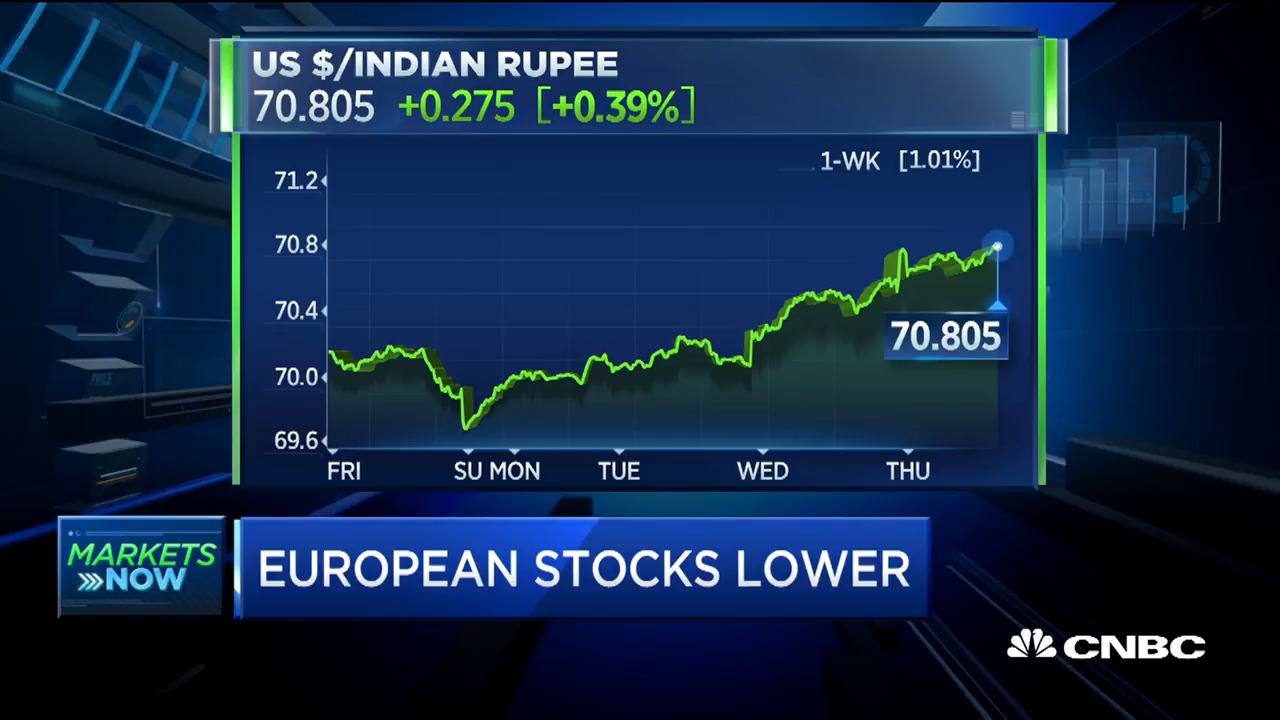 US $/INDIAN RUPEE
70.805 +0.275 [+0.39%]
1-WK [1.01%]
71.2
70.8
70.4
70.0
69.6
70.805
FRI SU MON TUE WED THU
PRICE
MARKETS
NOW
EUROPEAN STOCKS LOWER
CNBC